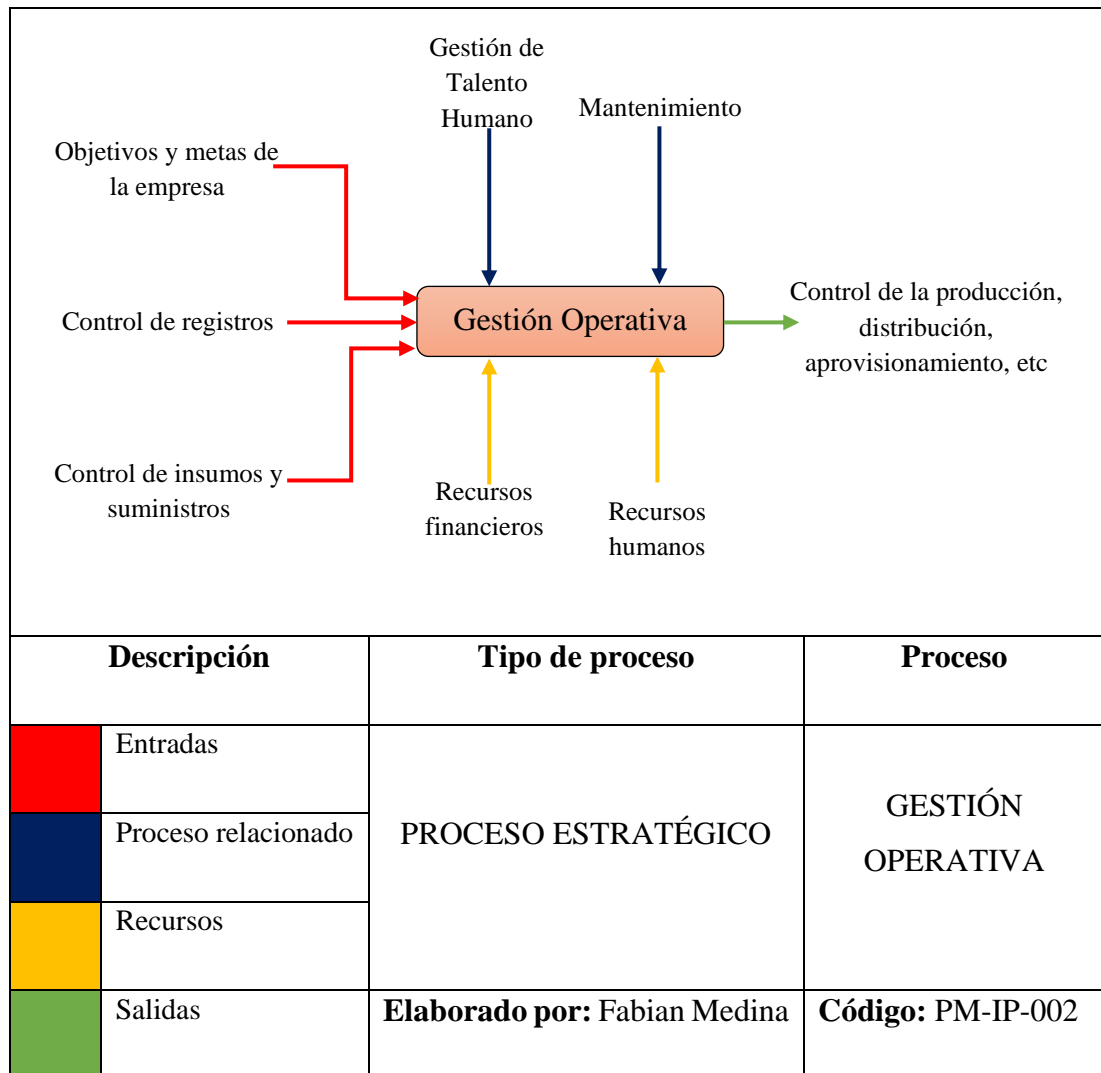 Gestión de
Talento
Humano
Mantenimiento
Objetivos y metas de
la empresa
Control de registros
Gestión Operativa
Control de la producción,
distribución,
aprovisionamiento, etc
Control de insumos y
suministros
Recursos
financieros
Recursos
humanos
Descripción
Tipo de proceso
Proceso
Entradas
Proceso relacionado
Recursos
Salidas
PROCESO ESTRATÉGICO
GESTIÓN
OPERATIVA
Elaborado por: Fabian Medina
Código: PM-IP-002